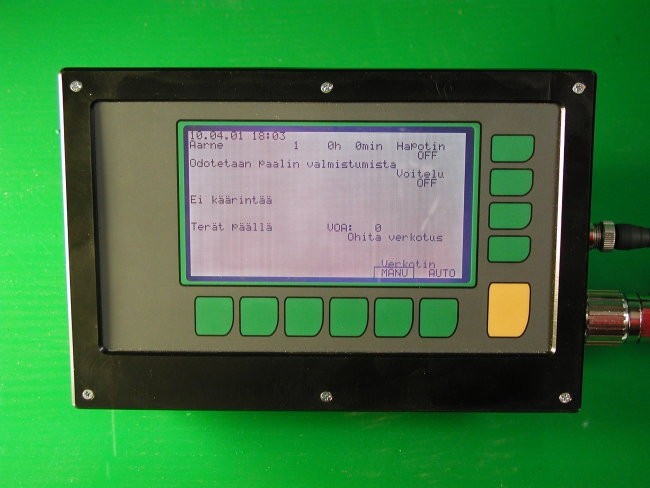 10.04.01 18:03
Aarne 1 0h 0min Hapotin
OFF
Odotetaan paalin valmistumista
Voitelu
OFF
Ei käärintää
Terät päällä VOA: 0
Ohita verkotus
Verkotin
MANU AUTO